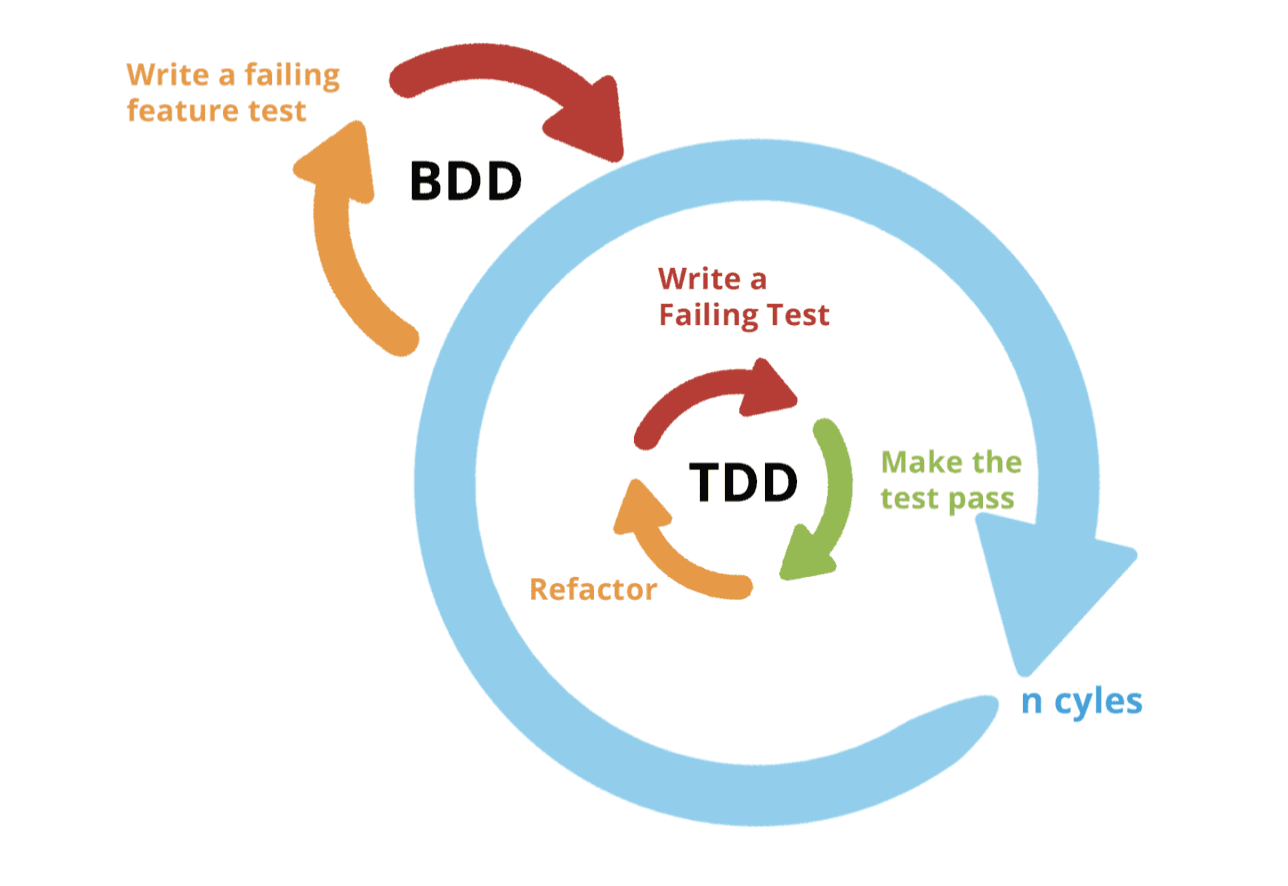 Write a failing
feature test
BDD
Write a
Failing Test
TDD
Make the
test pass
Refactor
n cyles